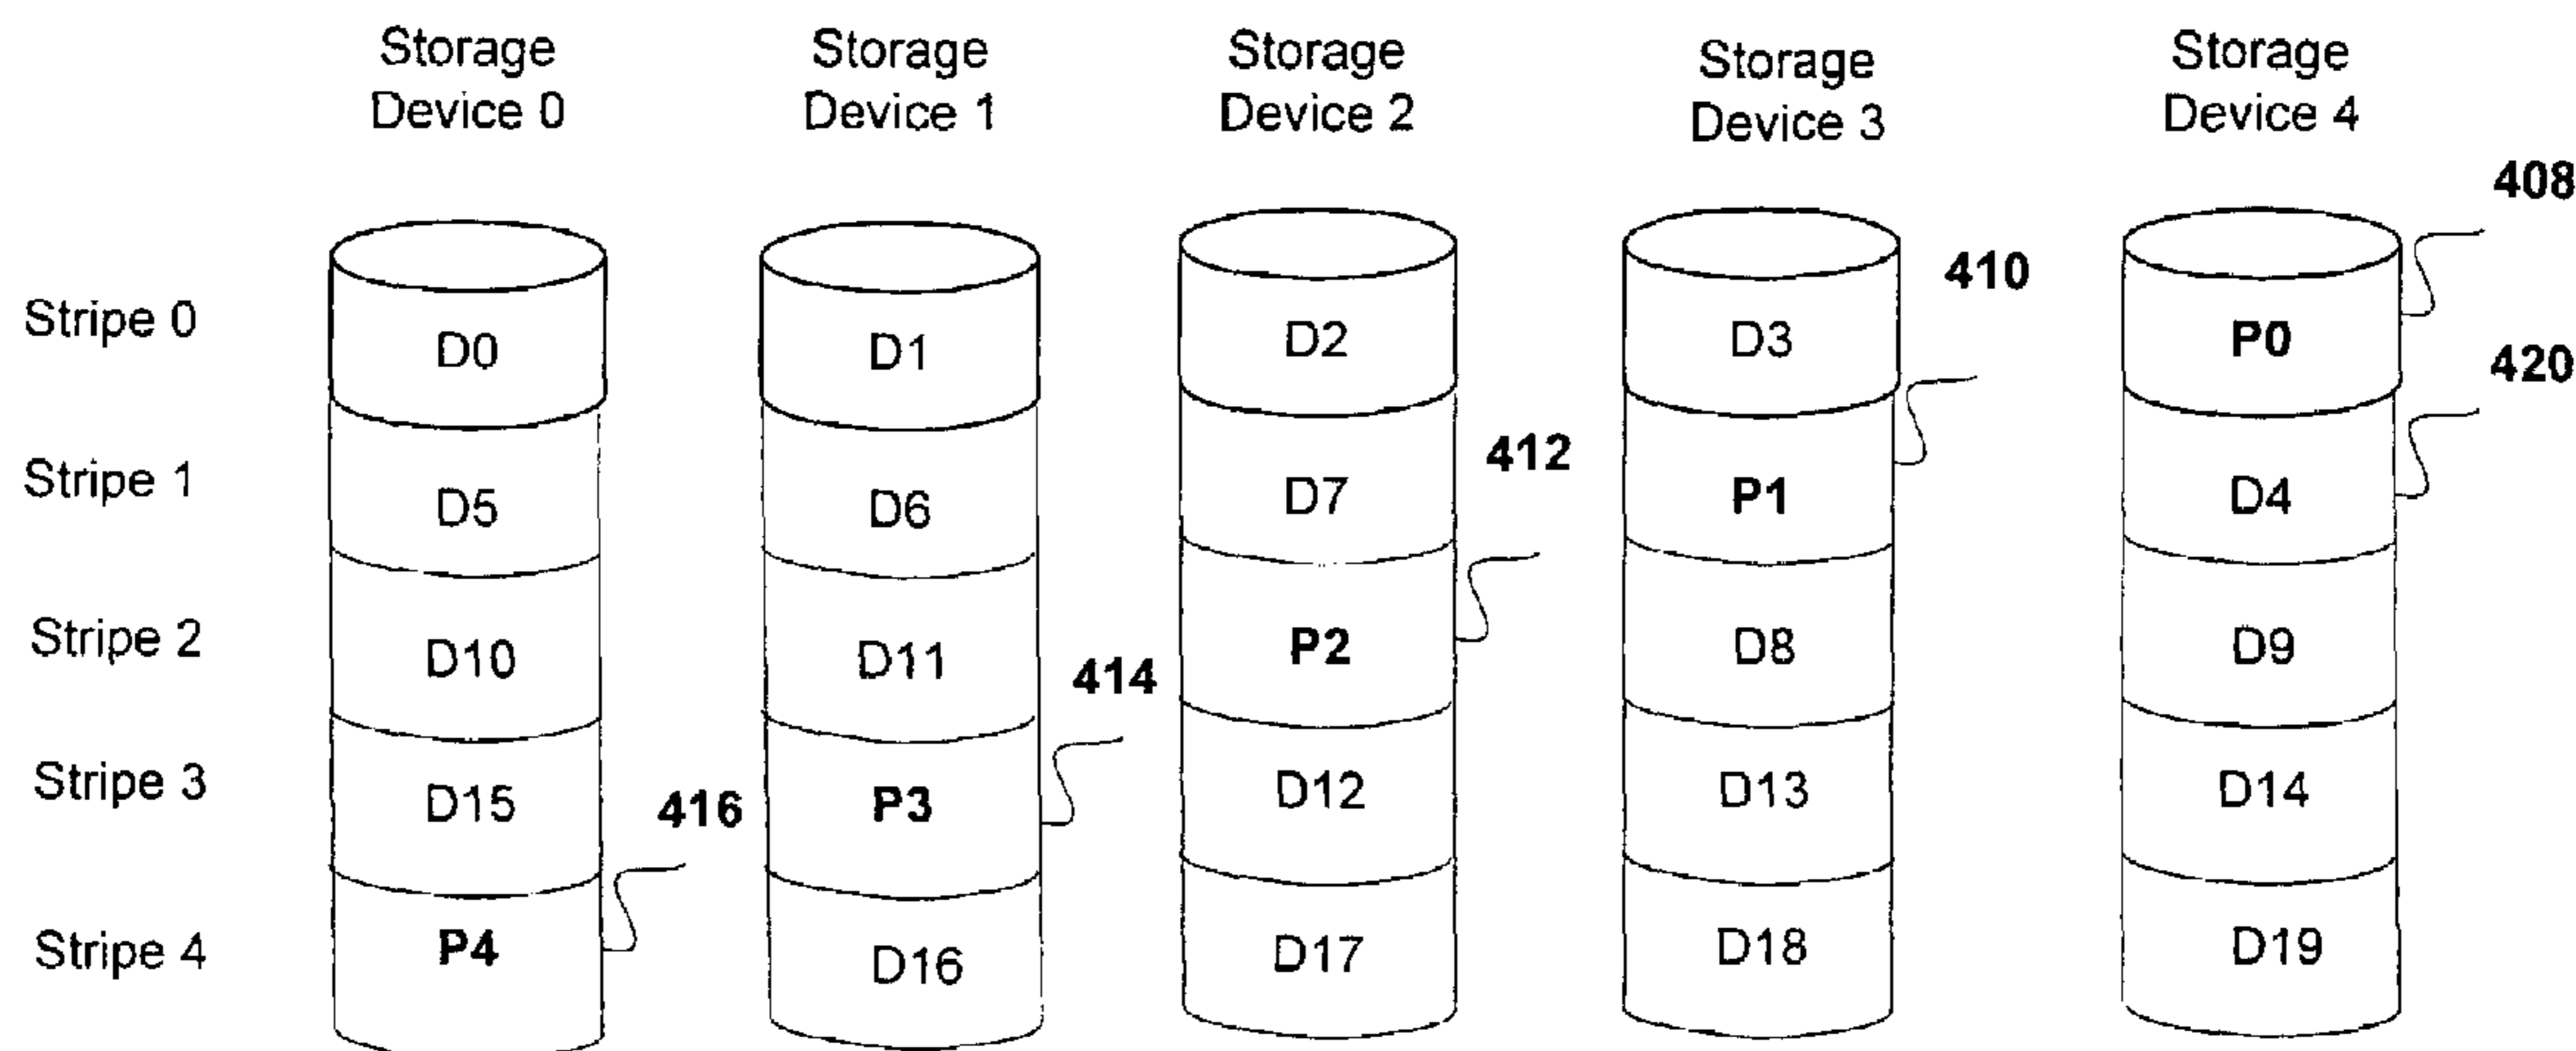 Storage Device 0
Storage Device 1
Storage Device 2
Storage Device 3
Storage Device 4
408
410
Stripe 0
D0
D1
D2
D3
P0
420
412
Stripe 1
D5
D6
D7
P1
D4
Stripe 2
D10
D11
P2
D8
D9
414
Stripe 3
D15
P3
D12
D13
D14
416
Stripe 4
P4
D16
D17
D18
D19